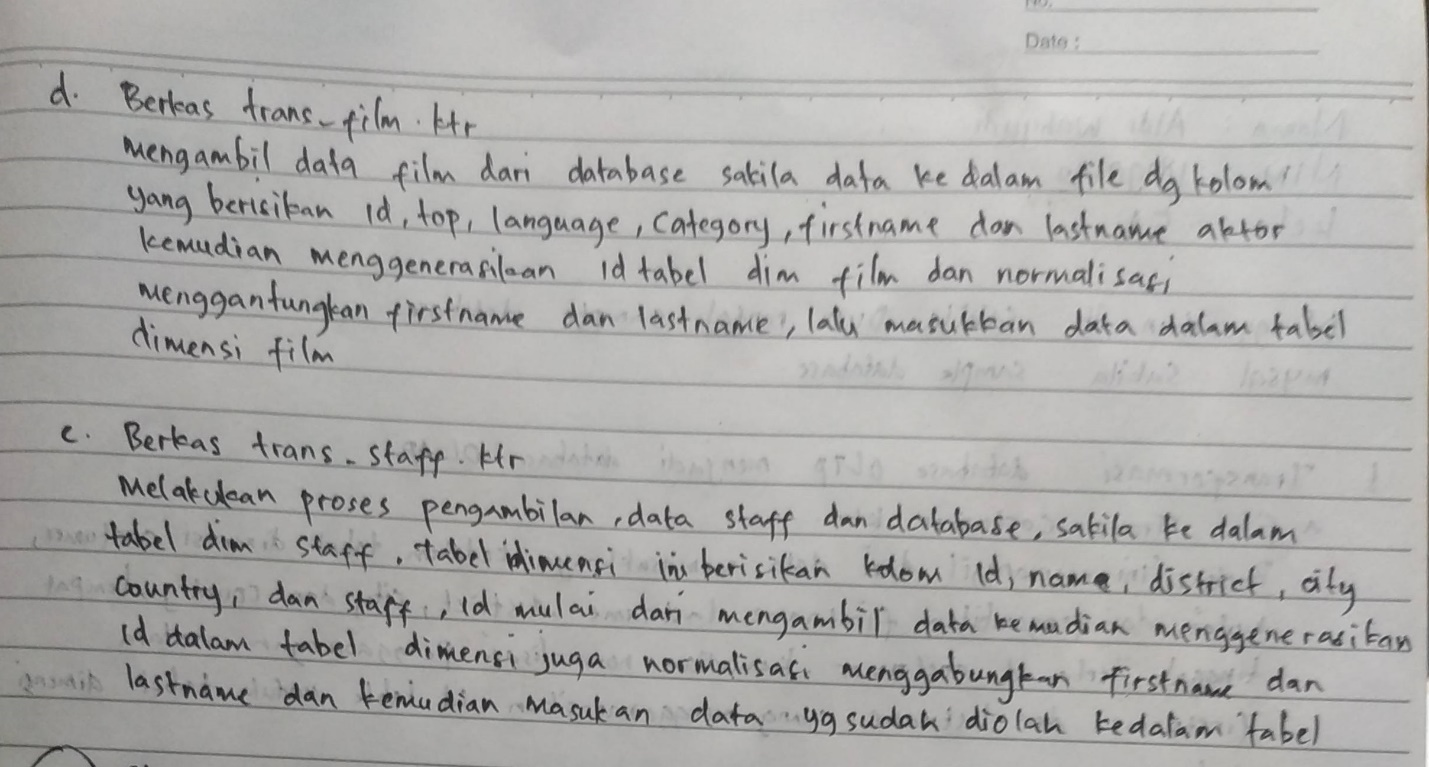 No.
Date :
d. Berkas trans_film.ktr
mengambil data film dari database sakila data ke dalam file dg kolom
yang berisikan id, top, language, category, firstname dan lastname aktor
kemudian menggenerasikan id tabel dim film dan normalisasi
menggantungkan firstname dan lastname, lalu masukkan data dalam tabel
dimensi film
e. Berkas trans_staff.ktr
Melakukan proses pengambilan, data staff dan database, sakila ke dalam
tabel dim staff, tabel dimensi ini berisikan kolom id, name, district, city
country, dan staff, id mulai dari mengambil data kemudian menggenerasikan
id dalam tabel dimensi juga normalisasi menggabungkan firstname dan
lastname dan kemudian masukan data yg sudah diolah kedalam tabel